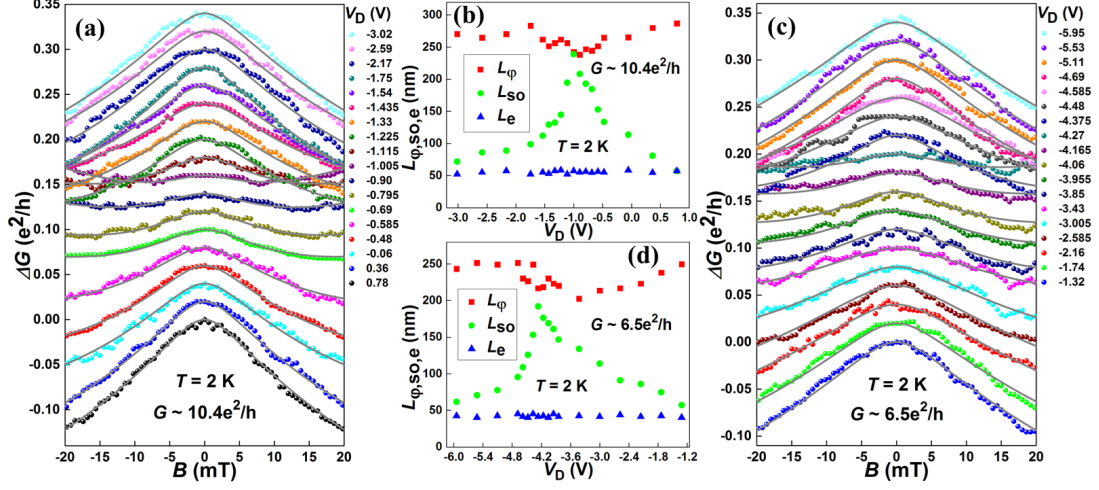 (a)
V_D (V)
-3.02
-2.59
-2.17
-1.75
-1.54
-1.435
-1.33
-1.225
-1.115
-1.005
-0.90
-0.795
-0.69
-0.585
-0.48
-0.06
0.36
0.78
0.35
0.30
0.25
0.20
0.15
0.10
0.05
0.00
-0.05
-0.10
ΔG (e²/h)
T = 2 K
G ~ 10.4e²/h
-20 -15 -10 -5 0 5 10 15 20
B (mT)
(b)
300
250
200
150
100
50
0
L_φ,so,e (nm)
L_φ
L_so
L_e
G ~ 10.4e²/h
T = 2 K
-3.0 -2.4 -1.8 -1.2 -0.6 0.0 0.4 0.8
V_D (V)
(d)
250
200
150
100
50
0
L_φ,so,e (nm)
L_φ
L_so
L_e
G ~ 6.5e²/h
T = 2 K
-6.0 -5.4 -4.8 -4.2 -3.6 -3.0 -2.4 -1.8 -1.2
V_D (V)
(c)
V_D (V)
-5.95
-5.53
-5.11
-4.69
-4.585
-4.48
-4.375
-4.27
-4.165
-4.06
-3.955
-3.85
-3.43
-3.005
-2.585
-2.16
-1.74
-1.32
0.35
0.30
0.25
0.20
0.15
0.10
0.05
0.00
-0.05
-0.10
ΔG (e²/h)
T = 2 K
G ~ 6.5e²/h
-20 -15 -10 -5 0 5 10 15 20
B (mT)